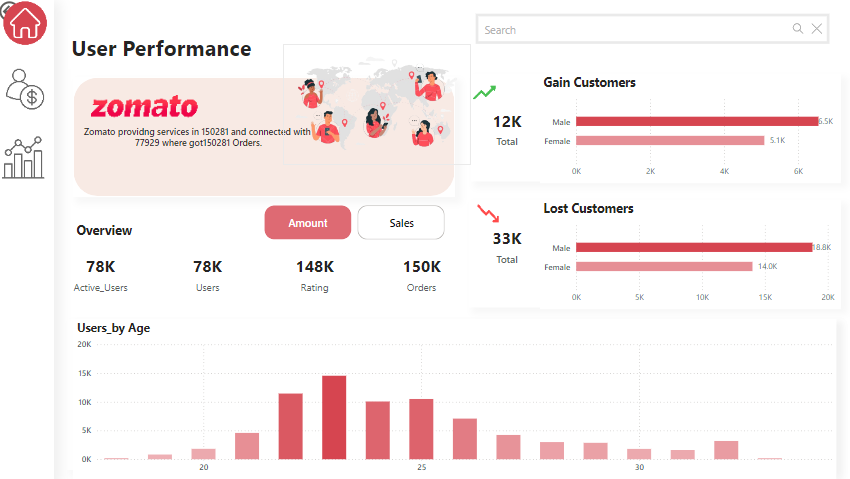 Search
User Performance
zomato
Zomato providng services in 150281 and connected with
77929 where got150281 Orders.
Gain Customers
12K
Total
Male
6.5K
Female
5.1K
0K 2K 4K 6K
Lost Customers
33K
Total
Male
18.8K
Female
14.0K
0K 5K 10K 15K 20K
Overview
Amount
Sales
78K 78K 148K 150K
Active_Users Users Rating Orders
Users_by Age
20K
15K
10K
5K
0K
20 25 30